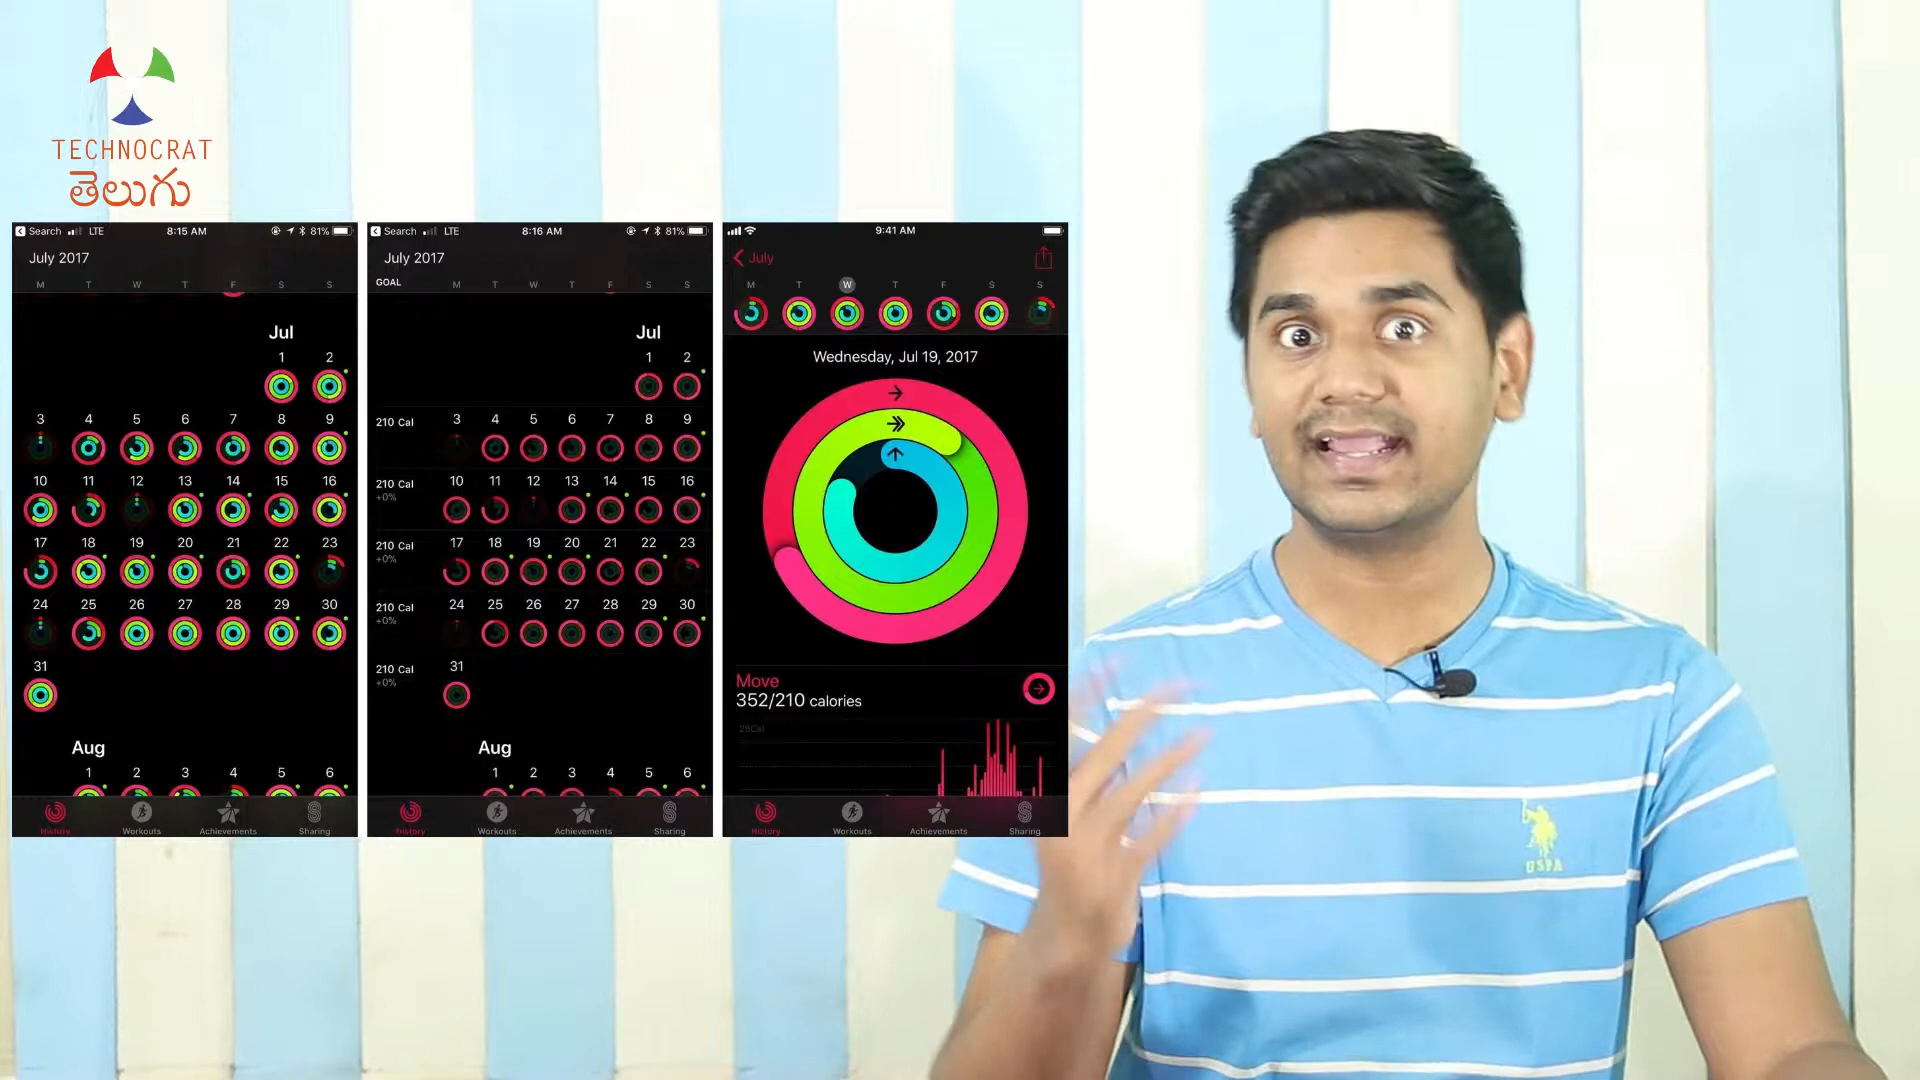 TECHNOCRAT
తెలుగు
Search LTE 8:15 AM 81%
July 2017
M T W T F S S
Jul
1 2
3 4 5 6 7 8 9
10 11 12 13 14 15 16
17 18 19 20 21 22 23
24 25 26 27 28 29 30
31
Aug
1 2 3 4 5 6
History Workouts Achievements Sharing
Search LTE 8:16 AM 81%
July 2017
GOAL M T W T F S S
Jul
1 2
210 Cal 3 4 5 6 7 8 9
210 Cal 10 11 12 13 14 15 16
+0%
210 Cal 17 18 19 20 21 22 23
+0%
210 Cal 24 25 26 27 28 29 30
+0%
210 Cal 31
+0%
Aug
1 2 3 4 5 6
History Workouts Achievements Sharing
9:41 AM
July
M T W T F S S
Wednesday, Jul 19, 2017
Move
352/210 calories
25Cal
History Workouts Achievements Sharing
USPA